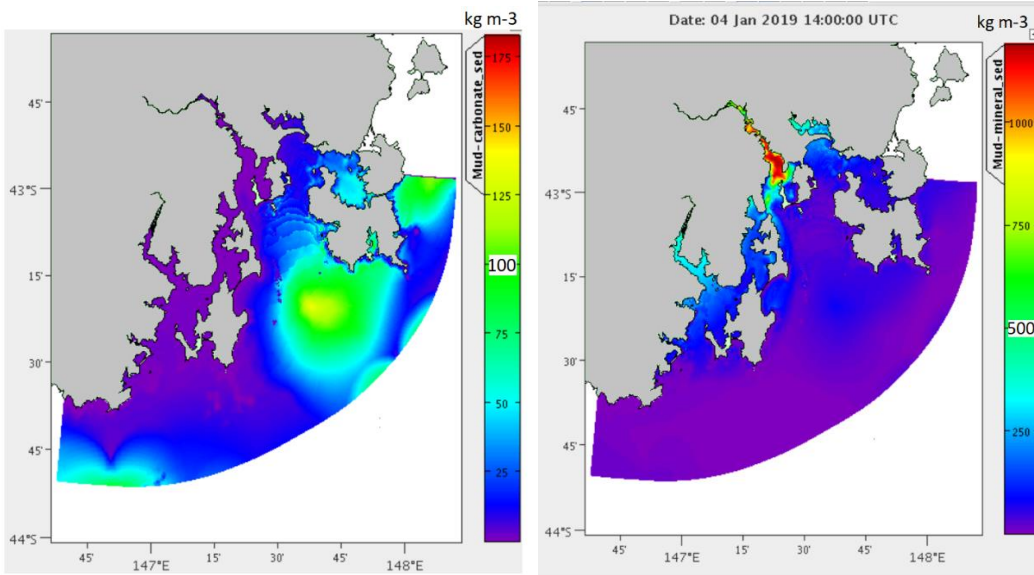 kg m-3
175
150
125
100
75
50
25
Mud-carbonate_sed
45'
43°S
15'
30'
45'
44°S
45'
147°E
15'
30'
45'
148°E
Date: 04 Jan 2019 14:00:00 UTC
kg m-3
1000
750
500
250
Mud-mineral_sed
45'
43°S
15'
30'
45'
44°S
45'
147°E
15'
30'
45'
148°E